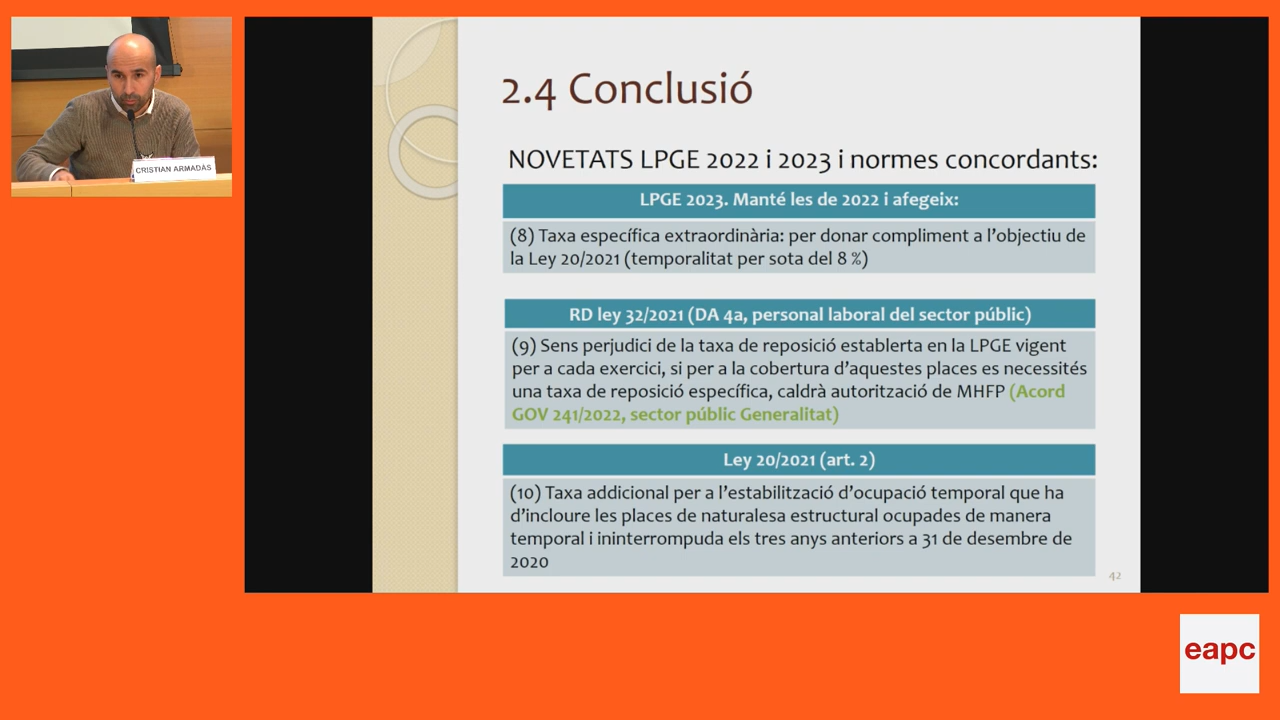 CRISTIAN ARMADÀS
2.4 Conclusió
NOVETATS LPGE 2022 i 2023 i normes concordants:
LPGE 2023. Manté les de 2022 i afegeix:
(8) Taxa específica extraordinària: per donar compliment a l’objectiu de
la Ley 20/2021 (temporalitat per sota del 8 %)
RD ley 32/2021 (DA 4a, personal laboral del sector públic)
(9) Sens perjudici de la taxa de reposició establerta en la LPGE vigent
per a cada exercici, si per a la cobertura d’aquestes places es necessités
una taxa de reposició específica, caldrà autorització de MHFP (Acord
GOV 241/2022, sector públic Generalitat)
Ley 20/2021 (art. 2)
(10) Taxa addicional per a l’estabilització d’ocupació temporal que ha
d’incloure les places de naturalesa estructural ocupades de manera
temporal i ininterrompuda els tres anys anteriors a 31 de desembre de
2020
42
eapc